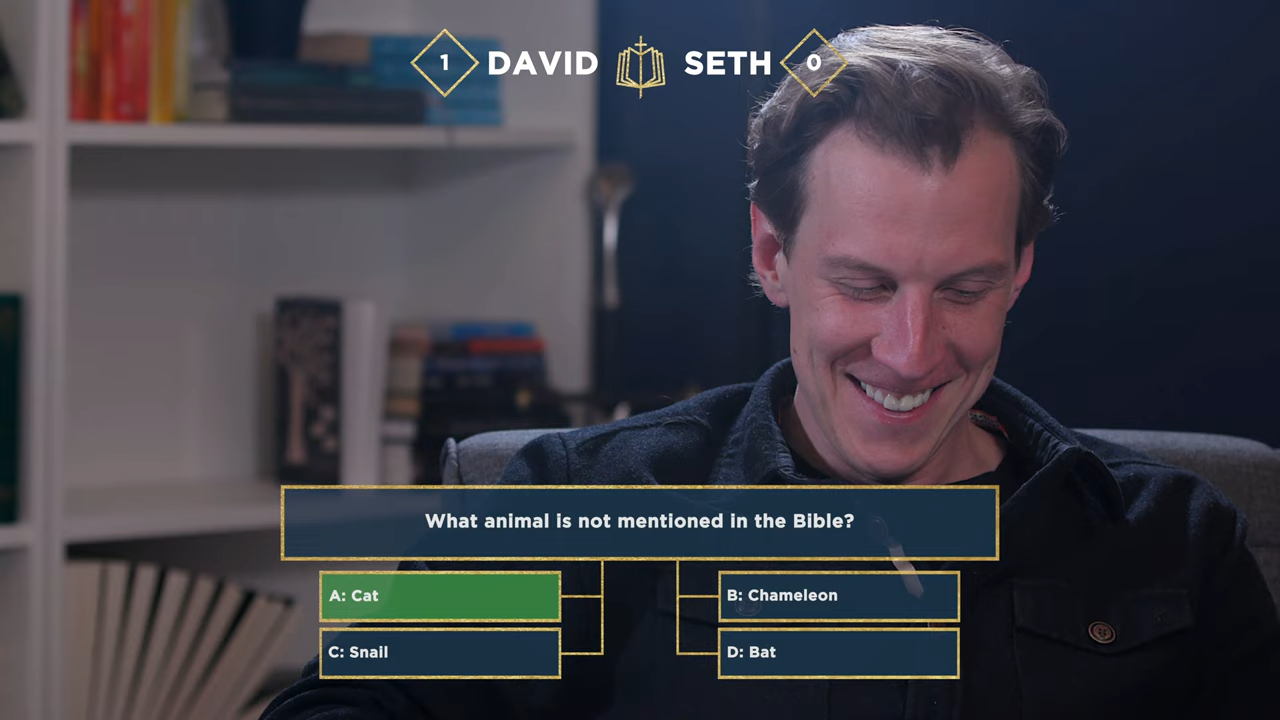 1 DAVID SETH 0
What animal is not mentioned in the Bible?
A: Cat
B: Chameleon
C: Snail
D: Bat